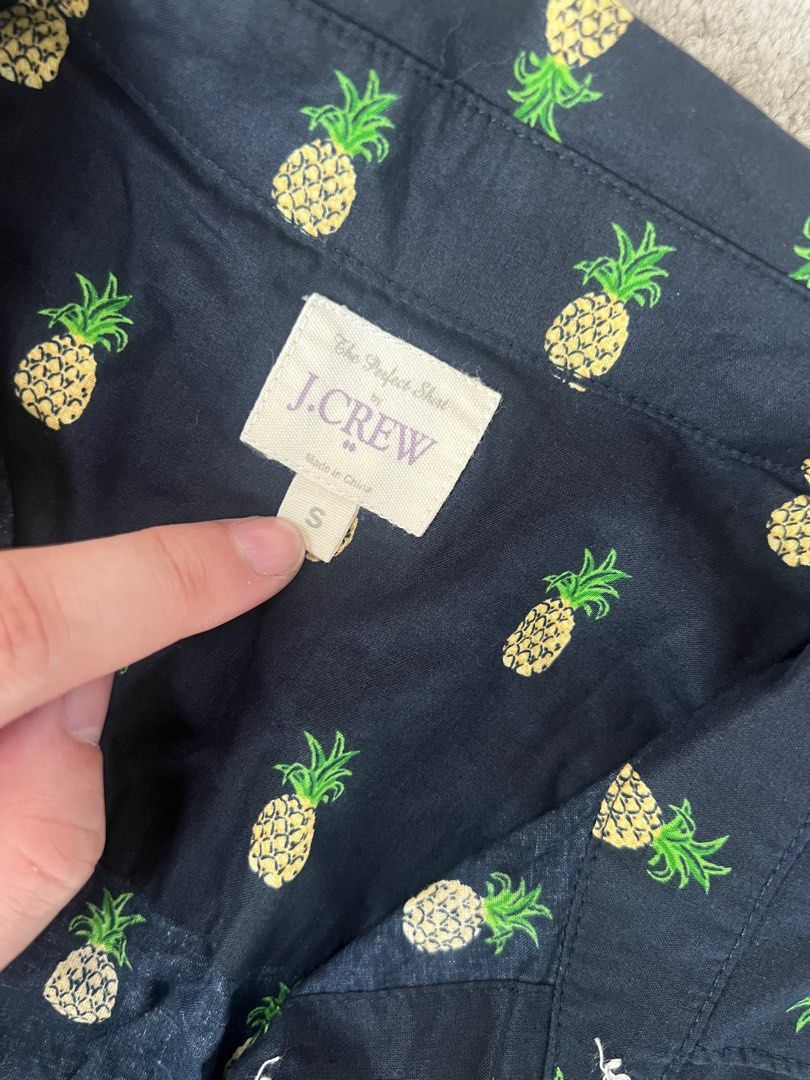 The Perfect Shirt
BY
J.CREW
Made in China
S